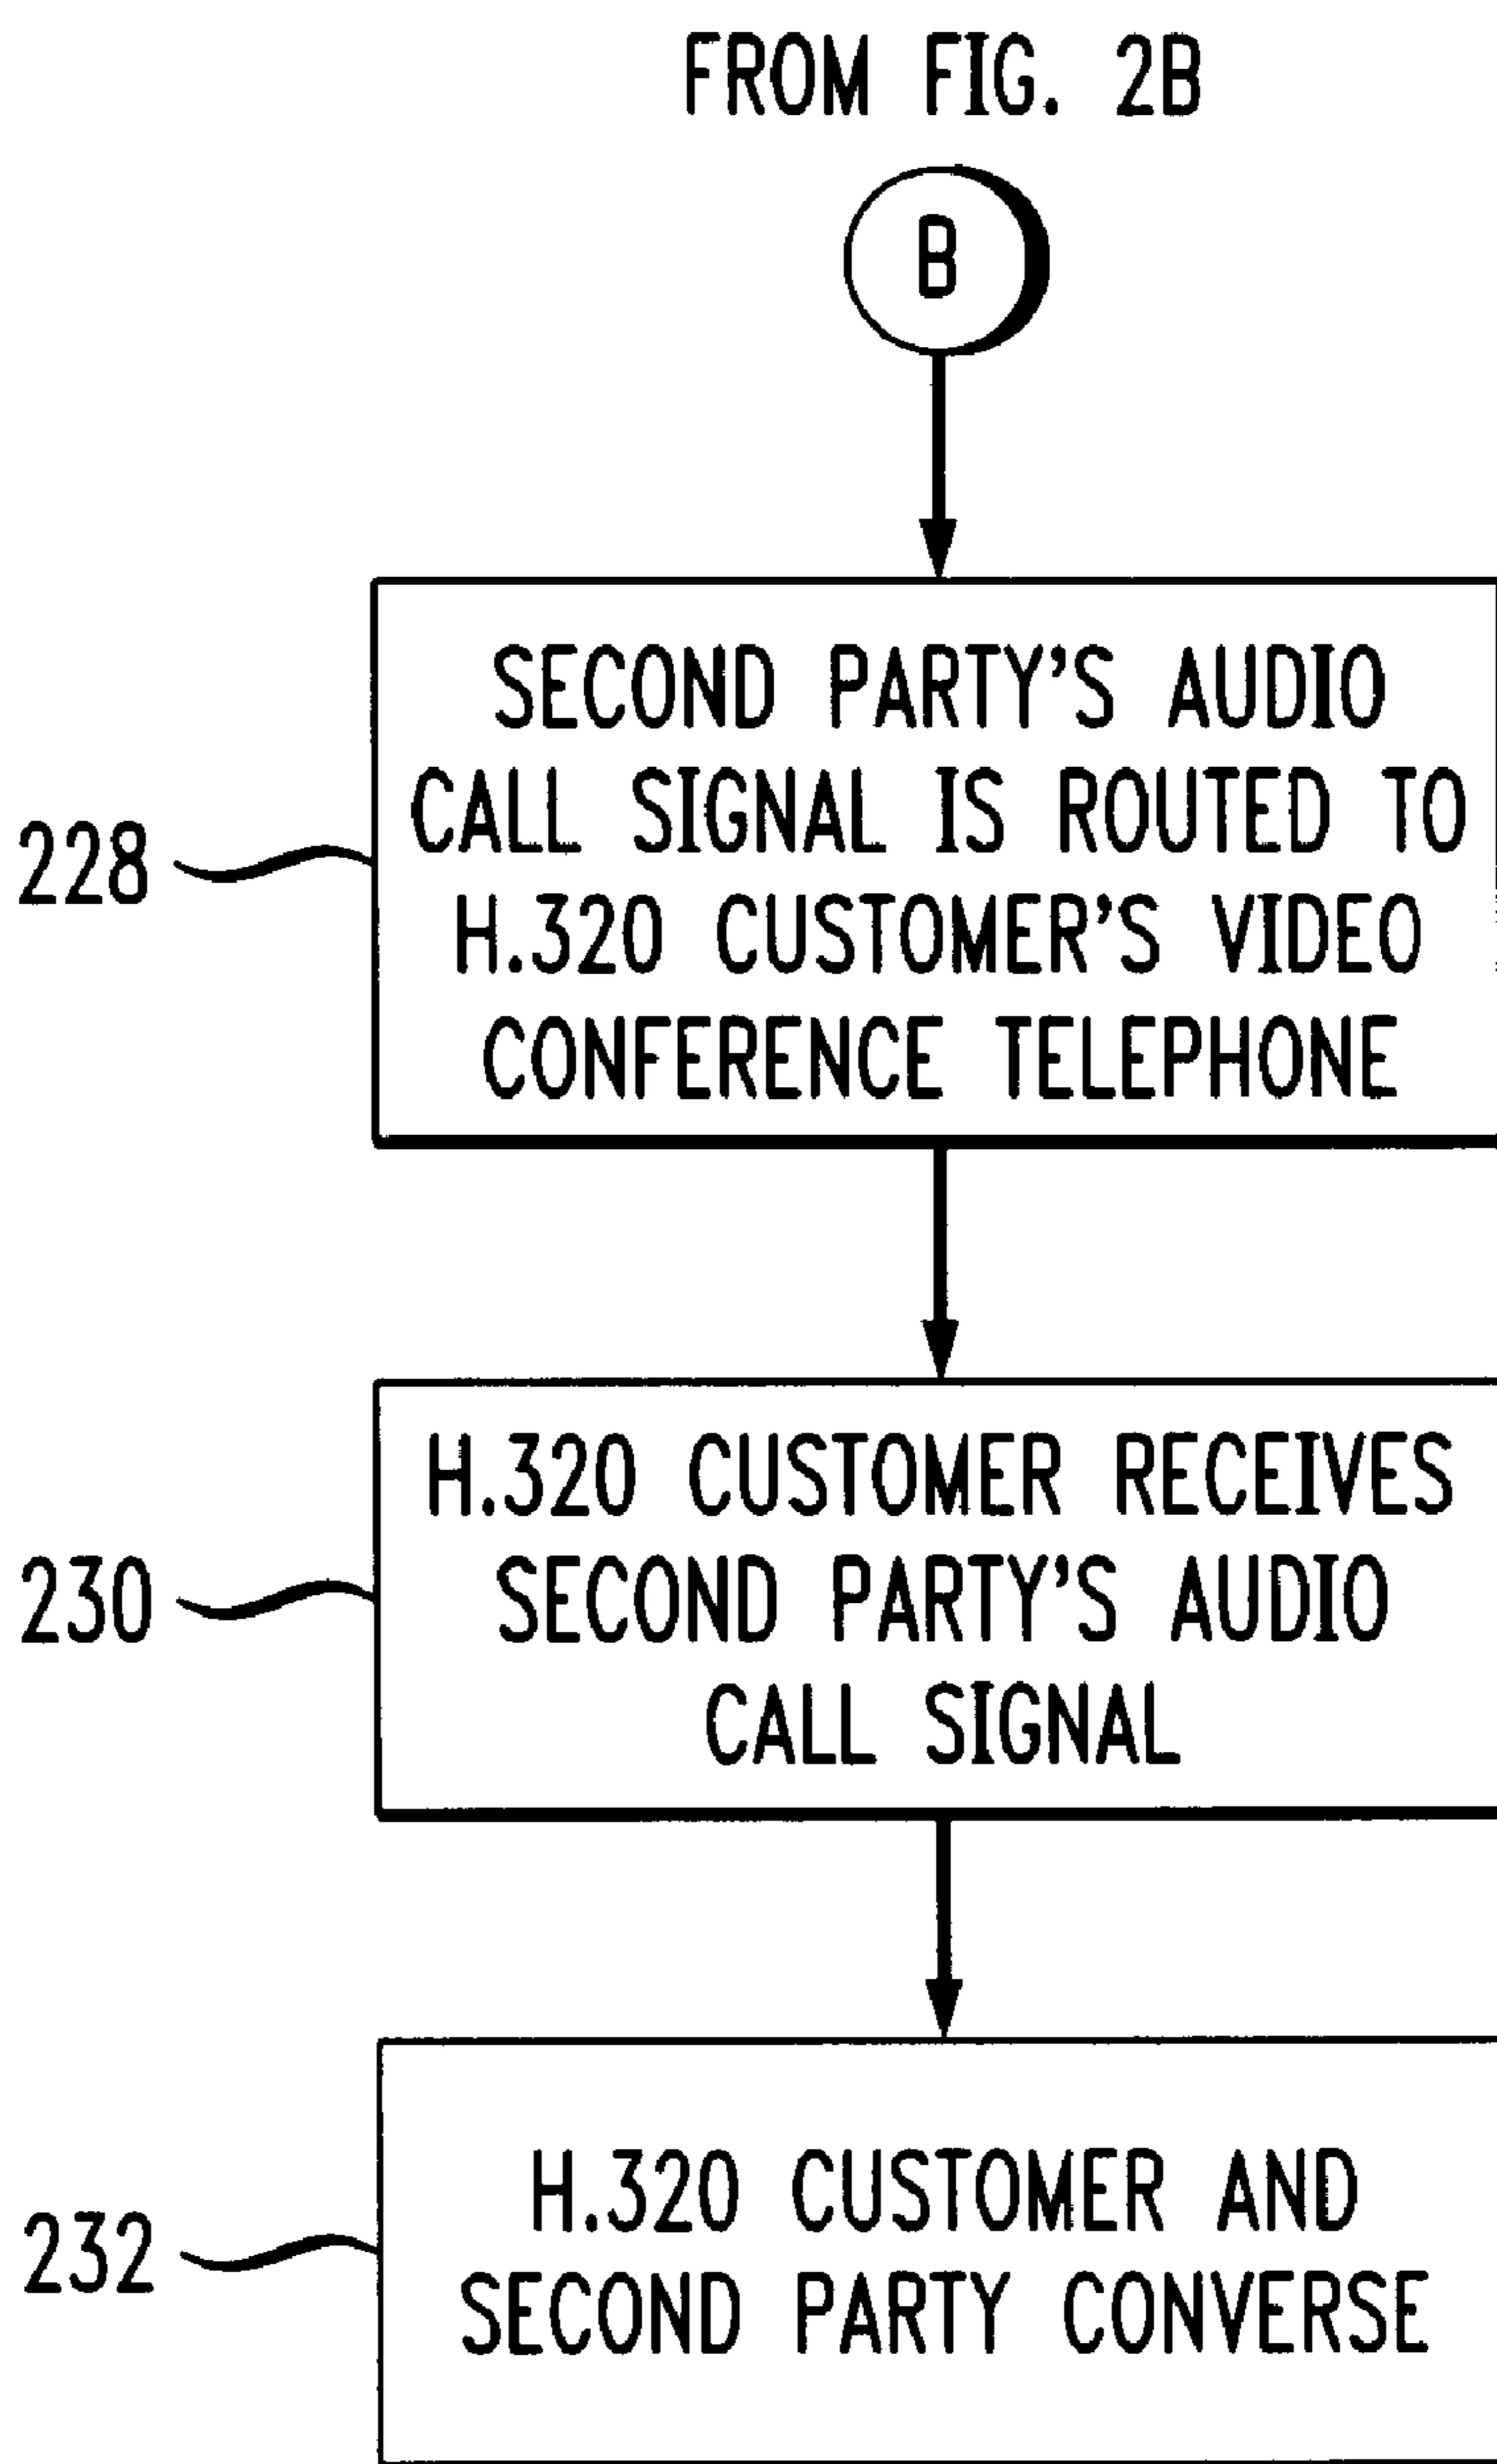 FROM FIG. 2B
B
SECOND PARTY'S AUDIO
CALL SIGNAL IS ROUTED TO
H.320 CUSTOMER'S VIDEO
CONFERENCE TELEPHONE
228
H.320 CUSTOMER RECEIVES
SECOND PARTY'S AUDIO
CALL SIGNAL
230
H.320 CUSTOMER AND
SECOND PARTY CONVERSE
232